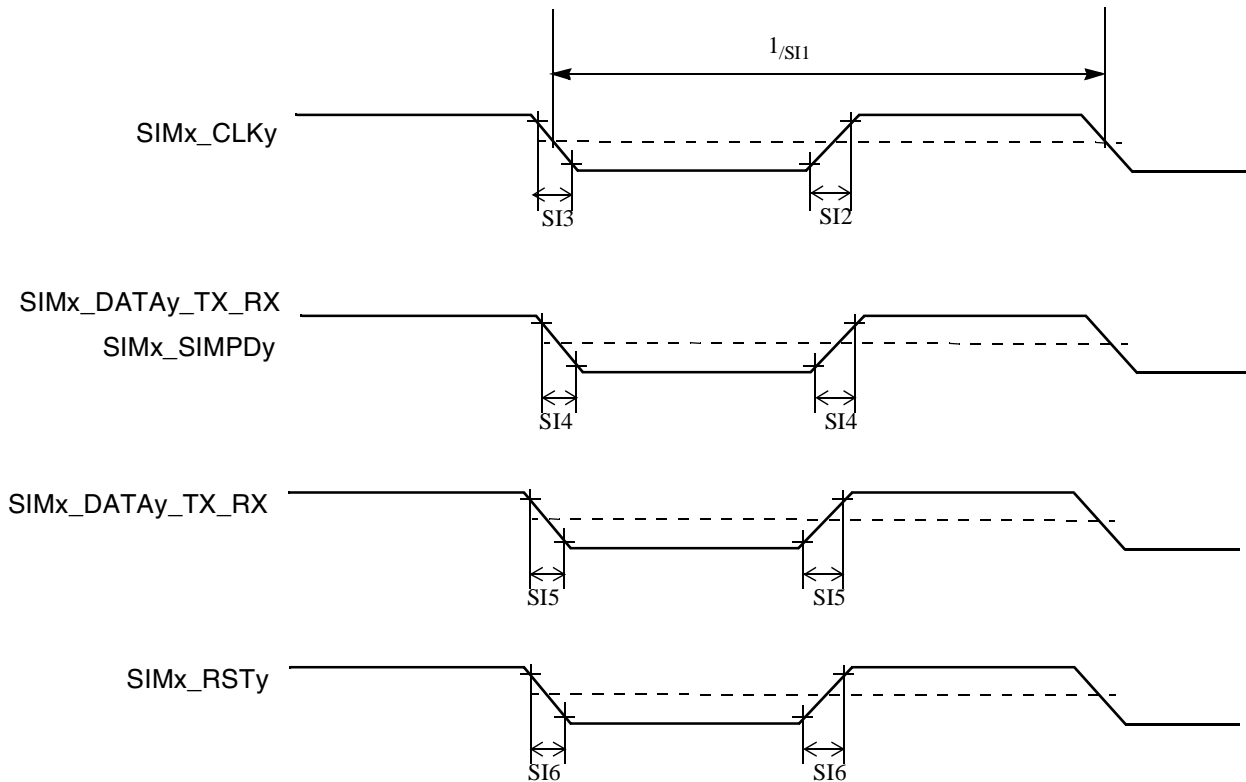 1/SI1
SIMx_CLKy
SI3 SI2
SIMx_DATAy_TX_RX
SIMx_SIMPDy
SI4 SI4
SIMx_DATAy_TX_RX
SI5 SI5
SIMx_RSTy
SI6 SI6